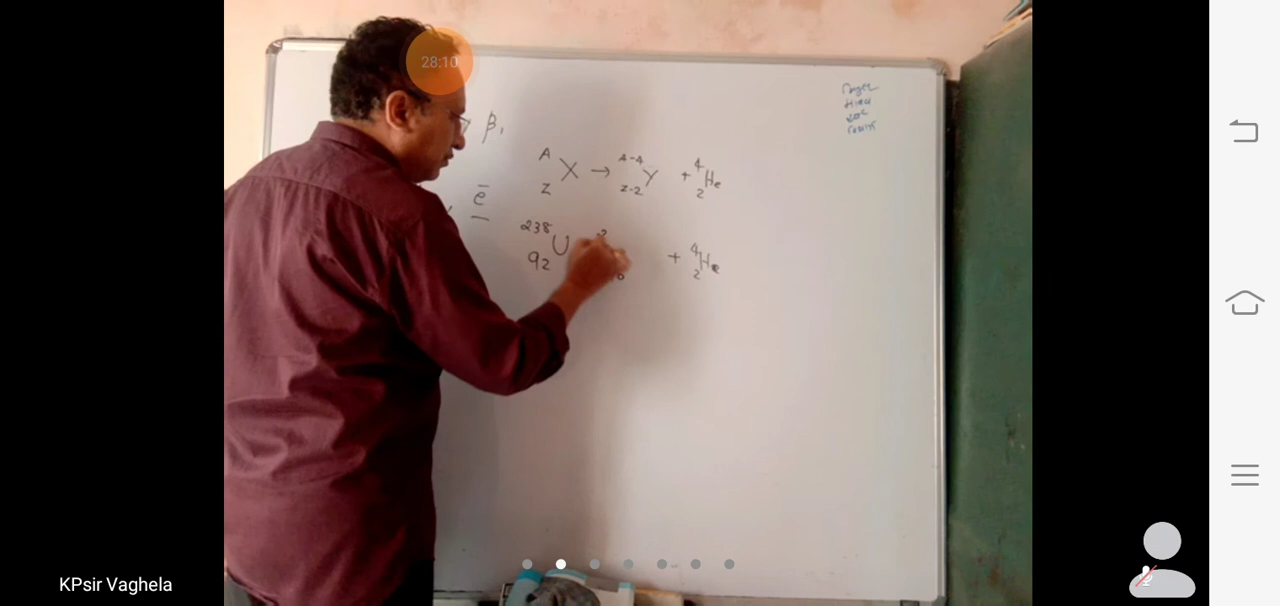 28:10
β,
A
Z X → A-4
Z-2 Y + 4
2 He
e̅
238
92 U + 4
2 He
KPsir Vaghela